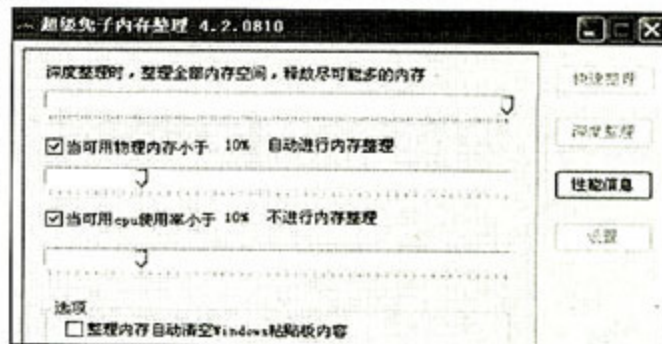 超级兔子内存整理 4.2.0810
深度整理时，整理全部内存空间，释放尽可能多的内存
快速整理
当可用物理内存小于 10% 自动进行内存整理
深度整理
当可用cpu使用率小于 10% 不进行内存整理
性能信息
设置
选项
整理内存自动清空Windows粘贴板内容